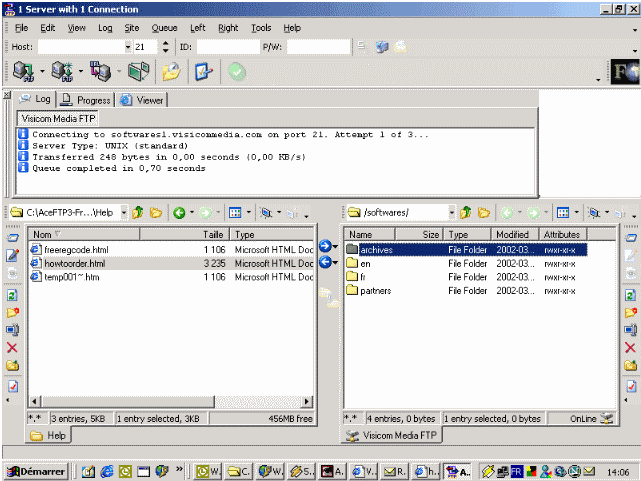 1 Server with 1 Connection
File Edit View Log Site Queue Left Right Tools Help
Host: 21 ID: P/W:
Log Progress Viewer
Visicom Media FTP
Connecting to softwares1.visicommedia.com on port 21. Attempt 1 of 3...
Server Type: UNIX (standard)
Transferred 248 bytes in 0,00 seconds (0,00 KB/s)
Queue completed in 0,70 seconds
C:\AceFTP3-Fr...\Help
/softwares/
Nom Taille Type
freeregcode.html 1 106 Microsoft HTML Doc
howtoorder.html 3 235 Microsoft HTML Doc
temp001~.htm 1 106 Microsoft HTML Doc
Name Size Type Modified Attributes
archives File Folder 2002-03... rwxr-xr-x
en File Folder 2002-03... rwxr-xr-x
fr File Folder 2002-03... rwxr-xr-x
partners File Folder 2002-03... rwxr-xr-x
*.* 3 entries, 5KB 1 entry selected, 3KB 456MB free
*.* 4 entries, 0 bytes 1 entry selected, 0 bytes OnLine
Help
Visicom Media FTP
Démarrer W. C. W. S. A. V. R. h. A. FR 14:06